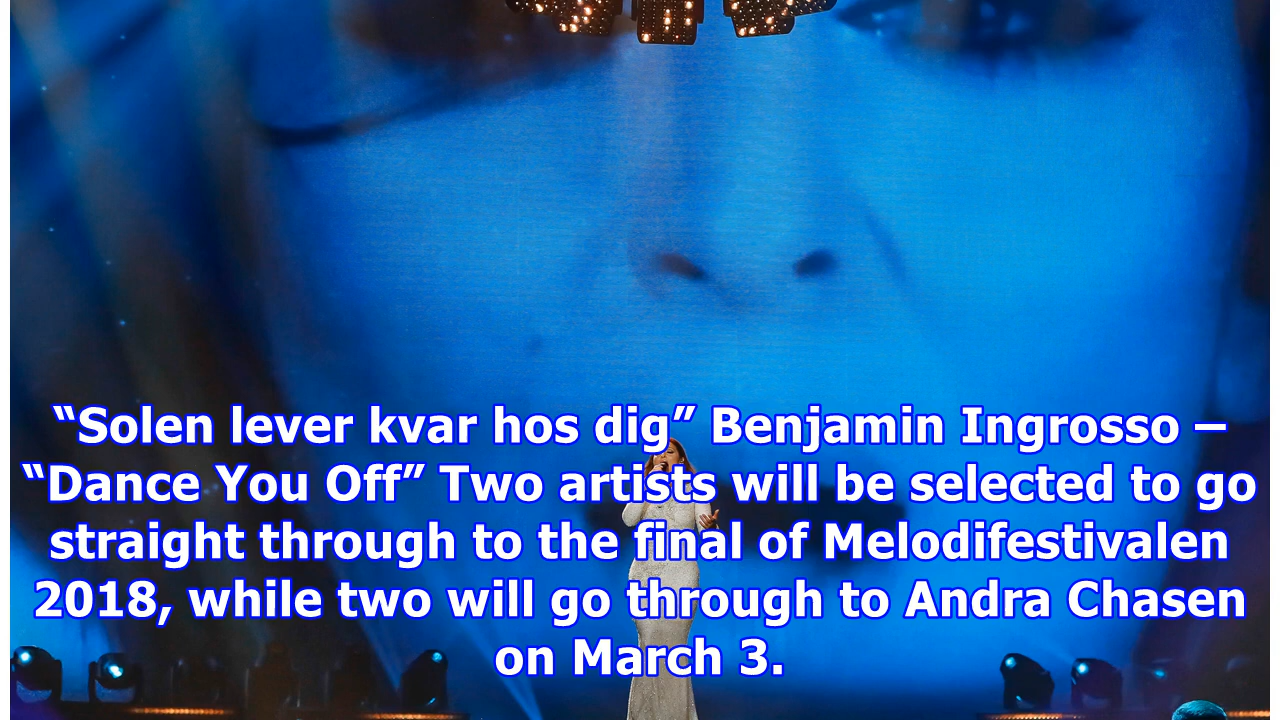 “Solen lever kvar hos dig” Benjamin Ingrosso –
“Dance You Off” Two artists will be selected to go
straight through to the final of Melodifestivalen
2018, while two will go through to Andra Chasen
on March 3.